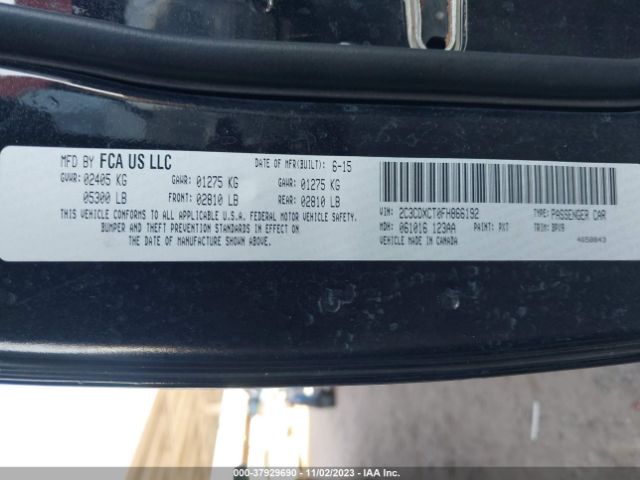 MFD BY FCA US LLC DATE OF MFR(BUILT): 6-15
GVWR: 02405 KG GAWR: 01275 KG GAWR: 01275 KG
05300 LB FRONT: 02810 LB REAR: 02810 LB
THIS VEHICLE CONFORMS TO ALL APPLICABLE U.S.A. FEDERAL MOTOR VEHICLE SAFETY,
BUMPER AND THEFT PREVENTION STANDARDS IN EFFECT ON
THE DATE OF MANUFACTURE SHOWN ABOVE.
VIN: 2C3CDXCT0FH866192 TYPE: PASSENGER CAR
MDH: 061016 123AA PAINT: PXT TRIM: BPX9
VEHICLE MADE IN CANADA 4658843
000-37929690 - 11/02/2023 - IAA Inc.